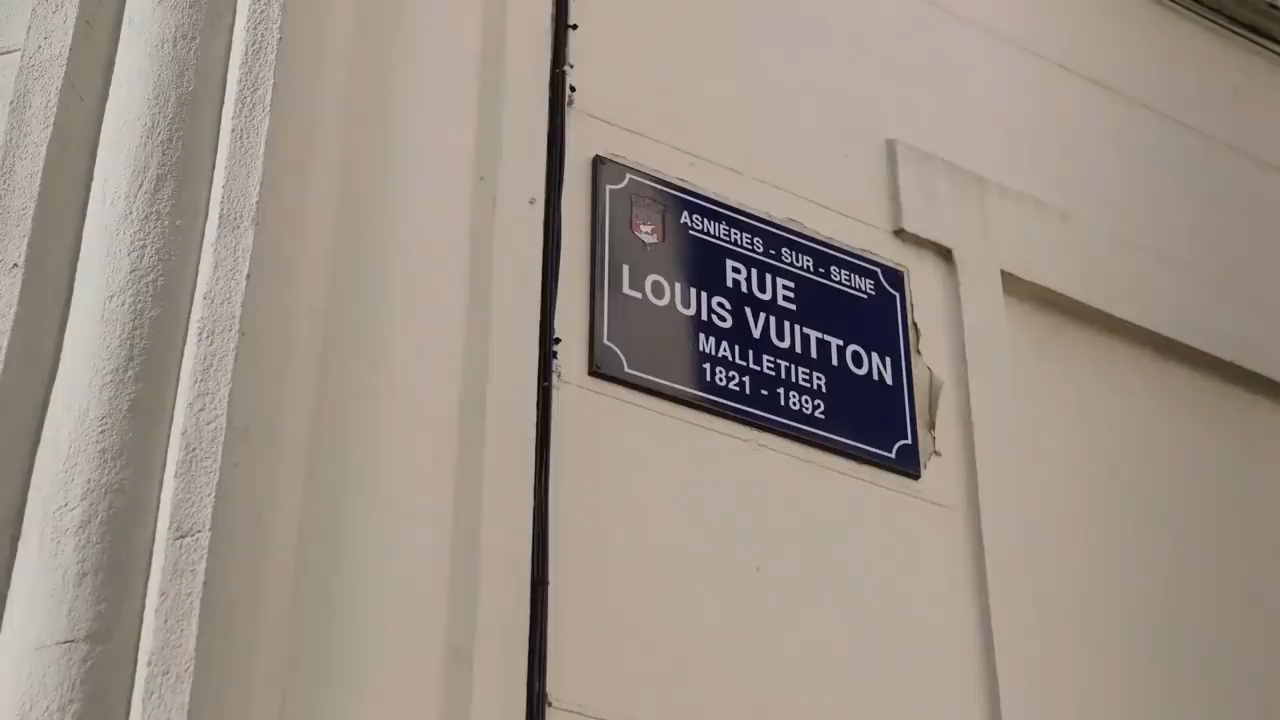 ASNIÈRES - SUR - SEINE
RUE
LOUIS VUITTON
MALLETIER
1821 - 1892